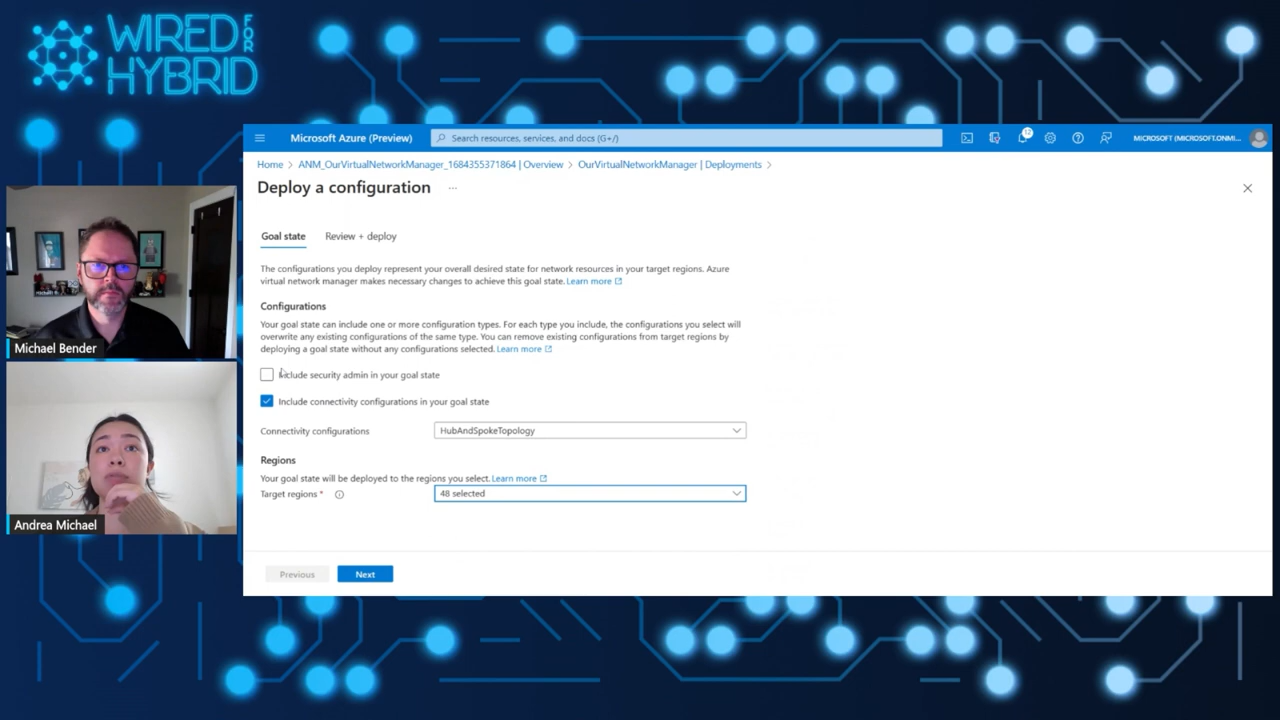 WIRED FOR
HYBRID
Microsoft Azure (Preview)
Search resources, services, and docs (G+/)
MICROSOFT (MICROSOFT.ONMI...
Home > ANM_OurVirtualNetworkManager_1684355371864 | Overview > OurVirtualNetworkManager | Deployments >
Deploy a configuration ...
Goal state Review + deploy
The configurations you deploy represent your overall desired state for network resources in your target regions. Azure
virtual network manager makes necessary changes to achieve this goal state. Learn more
Configurations
Your goal state can include one or more configuration types. For each type you include, the configurations you select will
overwrite any existing configurations of the same type. You can remove existing configurations from target regions by
deploying a goal state without any configurations selected. Learn more
Include security admin in your goal state
Include connectivity configurations in your goal state
Connectivity configurations HubAndSpokeTopology
Regions
Your goal state will be deployed to the regions you select. Learn more
Target regions * 48 selected
Previous Next
Michael Bender
Andrea Michael